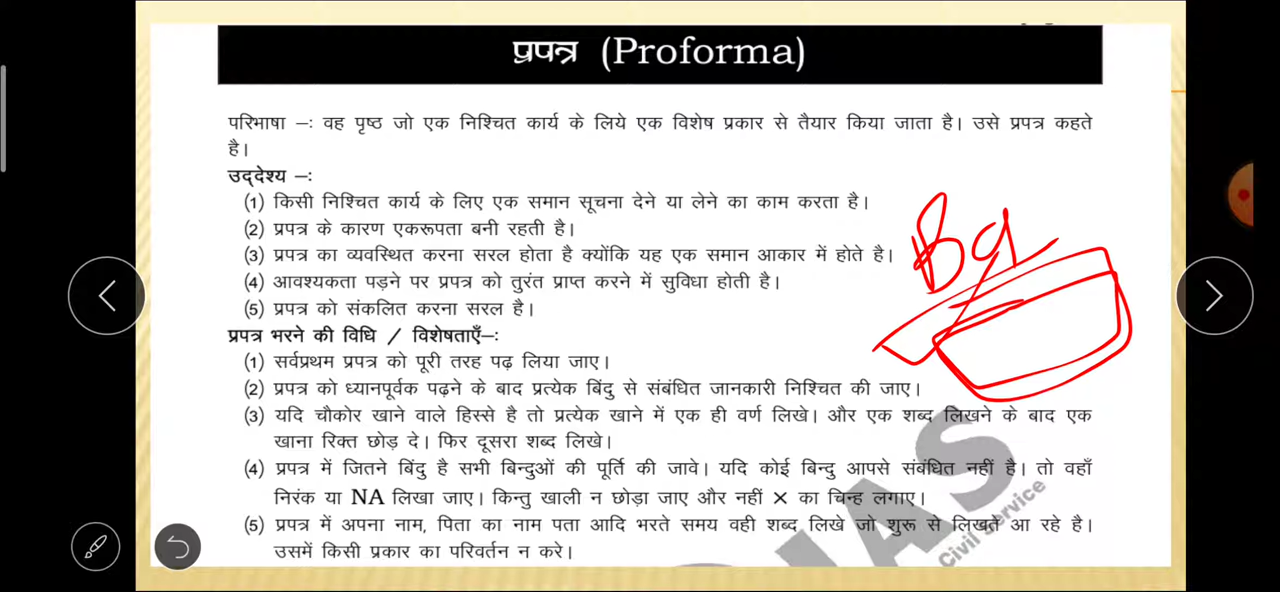 प्रपत्र (Proforma)
परिभाषा –: वह पृष्ठ जो एक निश्चित कार्य के लिये एक विशेष प्रकार से तैयार किया जाता है। उसे प्रपत्र कहते
है।
उद्देश्य –:
(1) किसी निश्चित कार्य के लिए एक समान सूचना देने या लेने का काम करता है।
(2) प्रपत्र के कारण एकरूपता बनी रहती है।
(3) प्रपत्र का व्यवस्थित करना सरल होता है क्योंकि यह एक समान आकार में होते है।
(4) आवश्यकता पड़ने पर प्रपत्र को तुरंत प्राप्त करने में सुविधा होती है।
(5) प्रपत्र को संकलित करना सरल है।
प्रपत्र भरने की विधि / विशेषताएँ–:
(1) सर्वप्रथम प्रपत्र को पूरी तरह पढ़ लिया जाए।
(2) प्रपत्र को ध्यानपूर्वक पढ़ने के बाद प्रत्येक बिंदु से संबंधित जानकारी निश्चित की जाए।
(3) यदि चौकोर खाने वाले हिस्से है तो प्रत्येक खाने में एक ही वर्ण लिखे। और एक शब्द लिखने के बाद एक
खाना रिक्त छोड़ दे। फिर दूसरा शब्द लिखे।
(4) प्रपत्र में जितने बिंदु है सभी बिन्दुओं की पूर्ति की जावे। यदि कोई बिन्दु आपसे संबंधित नहीं है। तो वहाँ
निरंक या NA लिखा जाए। किन्तु खाली न छोड़ा जाए और नहीं × का चिन्ह लगाए।
(5) प्रपत्र में अपना नाम, पिता का नाम पता आदि भरते समय वही शब्द लिखे जो शुरू से लिखते आ रहे है।
उसमें किसी प्रकार का परिवर्तन न करे।
IAS
Civil Service